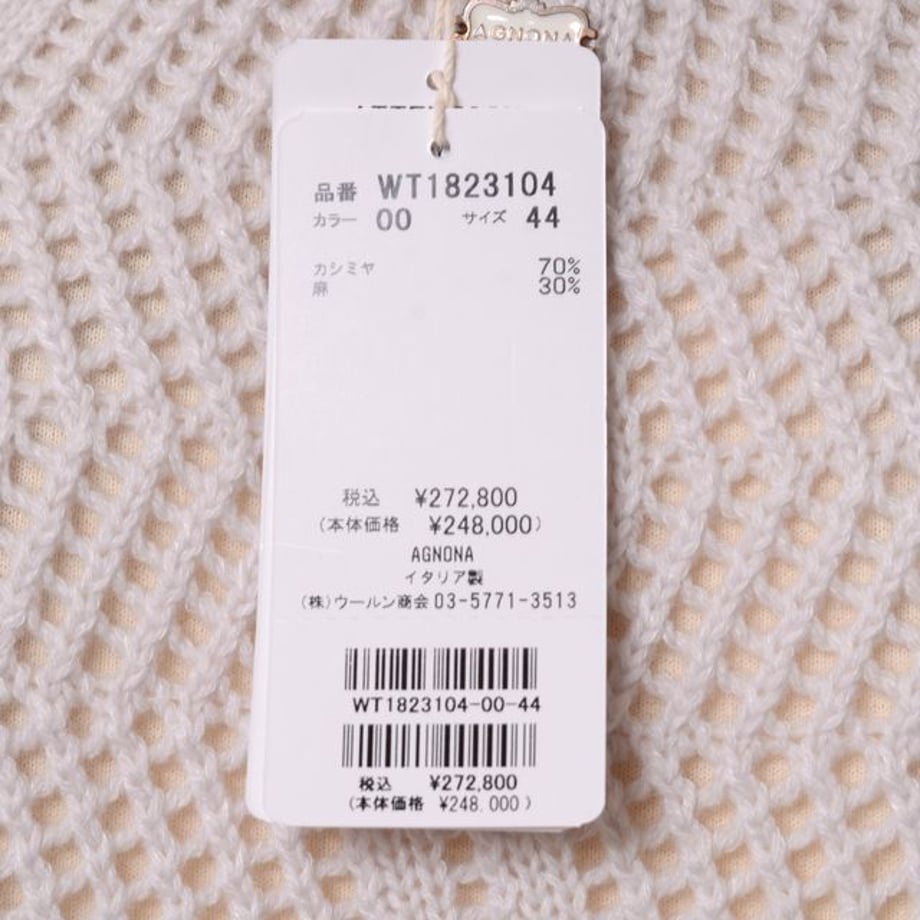 AGNONA
品番 WT1823104
カラー 00 サイズ 44
カシミヤ 70%
麻 30%
税込 ¥272,800
(本体価格 ¥248,000)
AGNONA
イタリア製
(株)ウールン商会 03-5771-3513
WT1823104-00-44
税込 ¥272,800
(本体価格 ¥248,000)